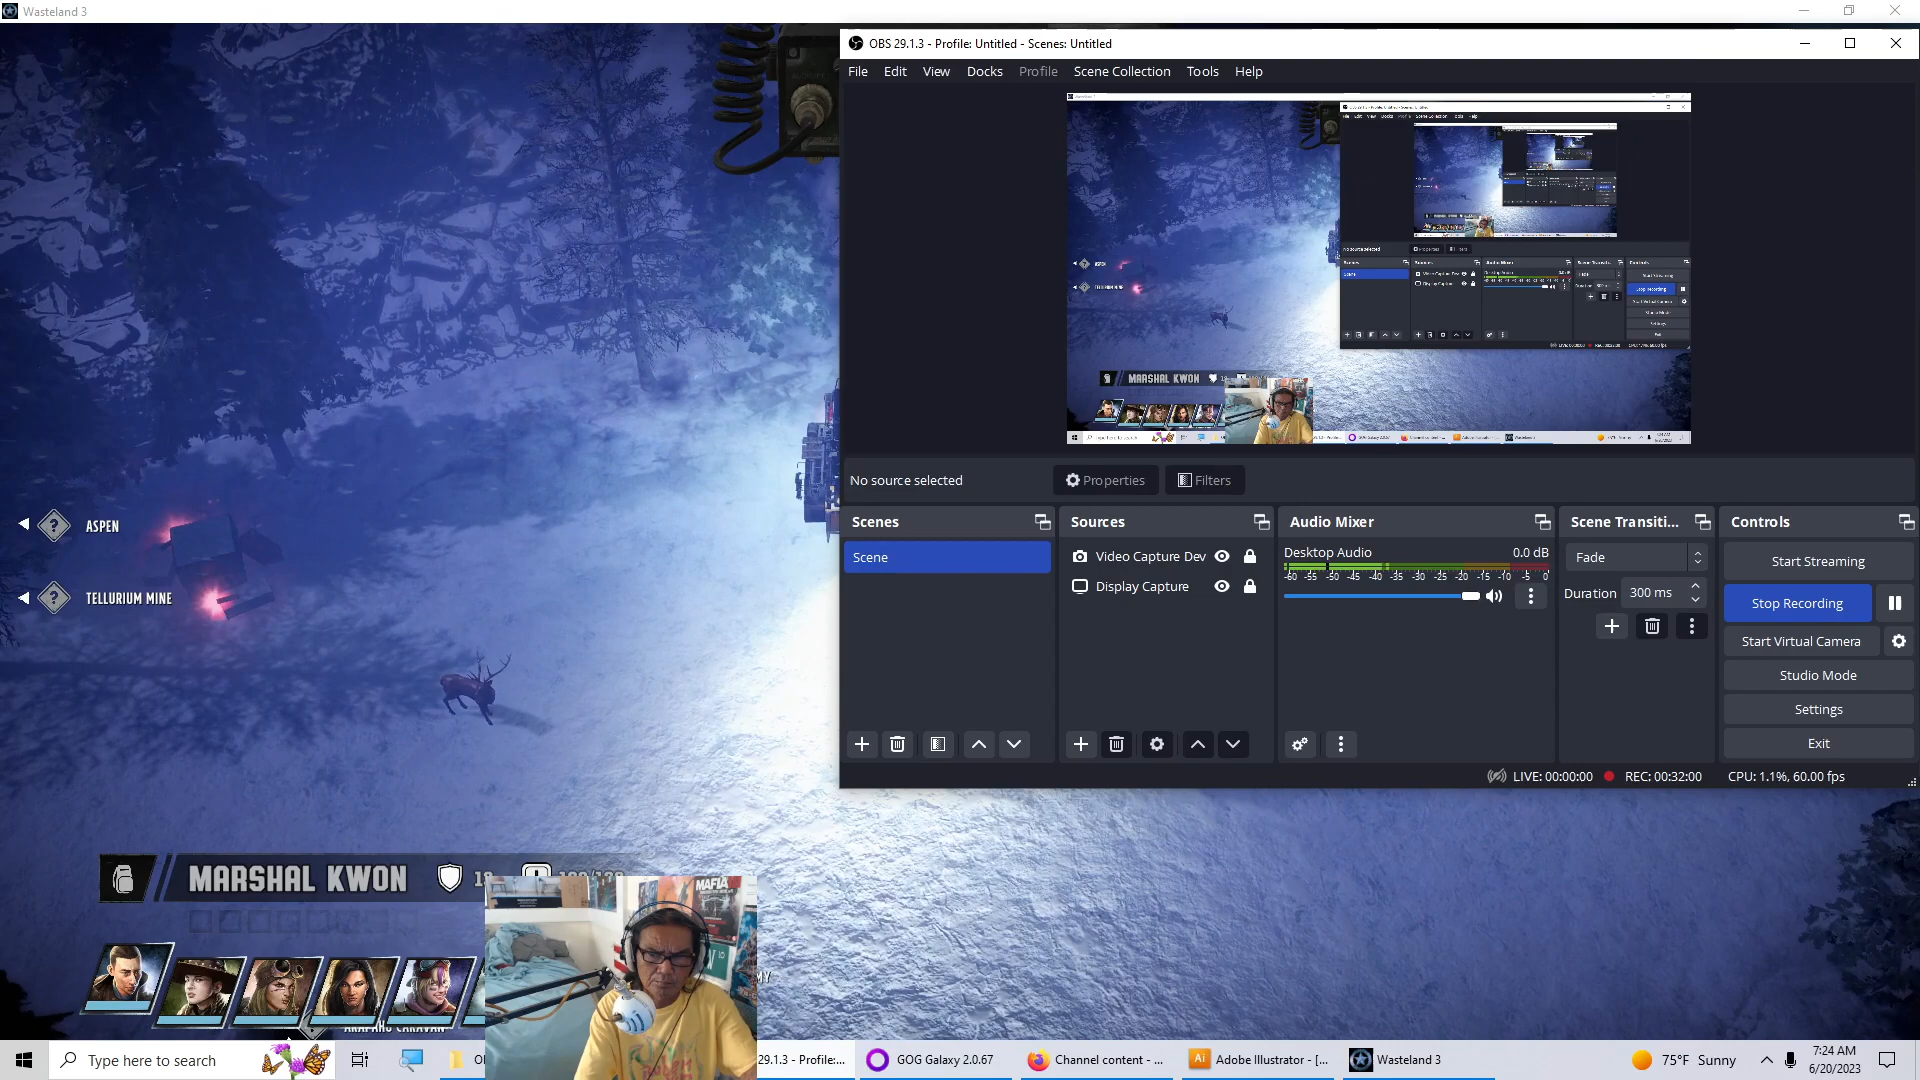 Wasteland 3
OBS 29.1.3 - Profile: Untitled - Scenes: Untitled
File Edit View Docks Profile Scene Collection Tools Help
No source selected
Properties
Filters
Scenes
Sources
Audio Mixer
Scene Transiti...
Controls
Scene
Video Capture Dev
Display Capture
Desktop Audio 0.0 dB
-60 -55 -50 -45 -40 -35 -30 -25 -20 -15 -10 -5 0
Fade
Duration 300 ms
Start Streaming
Stop Recording
Start Virtual Camera
Studio Mode
Settings
Exit
LIVE: 00:00:00 REC: 00:32:00 CPU: 1.1%, 60.00 fps
ASPEN
TELLURIUM MINE
MARSHAL KWON
MAFIA
ARAPAHO CARAVAN
Type here to search
29.1.3 - Profile:...
GOG Galaxy 2.0.67
Channel content - ...
Adobe Illustrator - [...
Wasteland 3
75°F Sunny
7:24 AM
6/20/2023